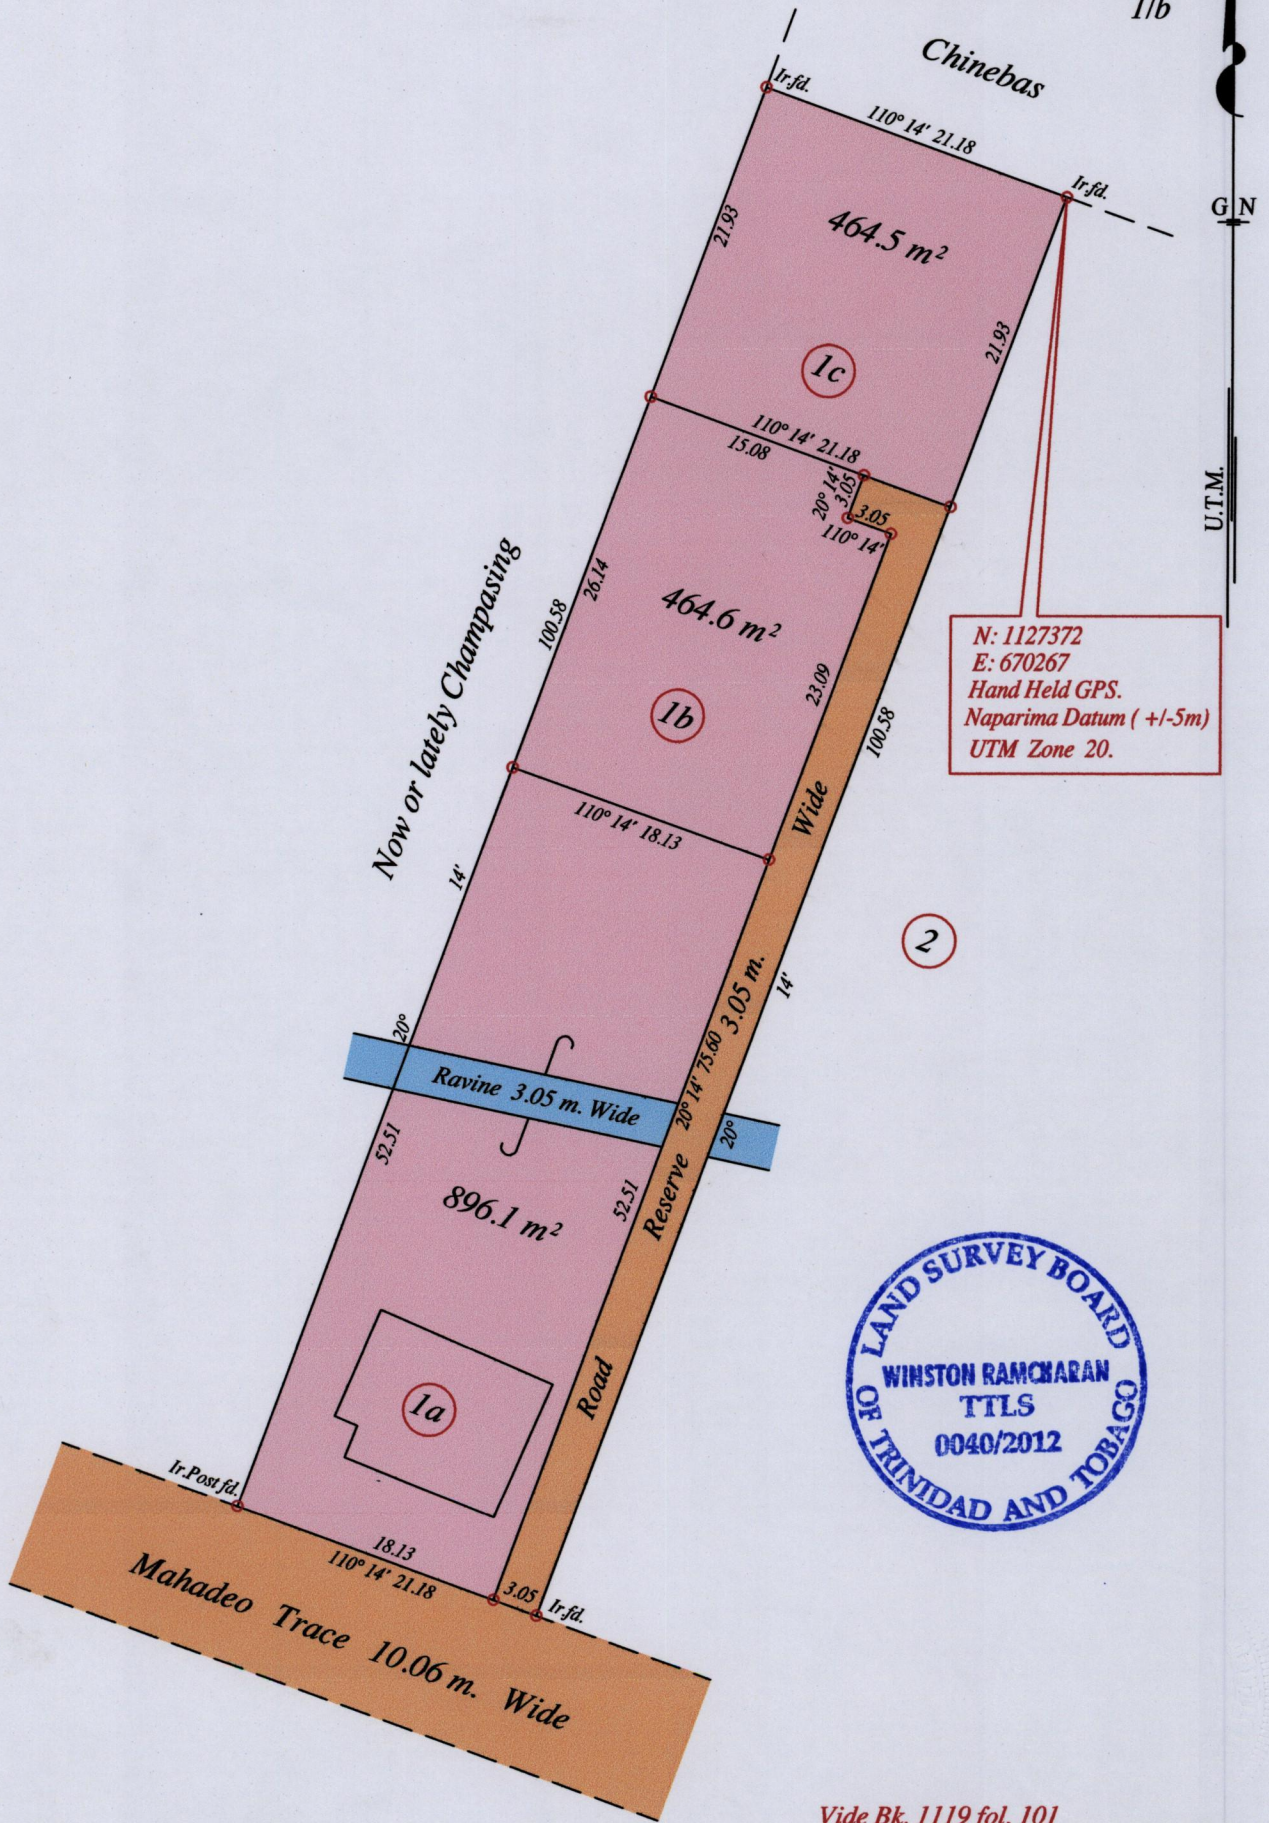 1/b
Chinebas
Ir.fd.
110° 14' 21.18
Ir.fd.
G N
21.93
464.5 m²
21.93
1c
110° 14' 21.18
15.08
20° 14'
3.05
3.05
110° 14'
U.T.M.
Now or lately Champasing
100.58
26.14
464.6 m²
N: 1127372
E: 670267
Hand Held GPS.
Naparima Datum ( +/-5m)
UTM Zone 20.
23.09
1b
100.58
110° 14' 18.13
Wide
14'
2
3.05 m.
14'
20°
Ravine 3.05 m. Wide
20° 14' 75.60
20°
52.51
52.51
Reserve
896.1 m²
Road
1a
LAND SURVEY BOARD
WINSTON RAMCHARAN
TTLS
0040/2012
OF TRINIDAD AND TOBAGO
Ir.Post fd.
18.13
110° 14' 21.18
3.05
Ir.fd.
Mahadeo Trace 10.06 m. Wide
Vide Bk. 1119 fol. 101